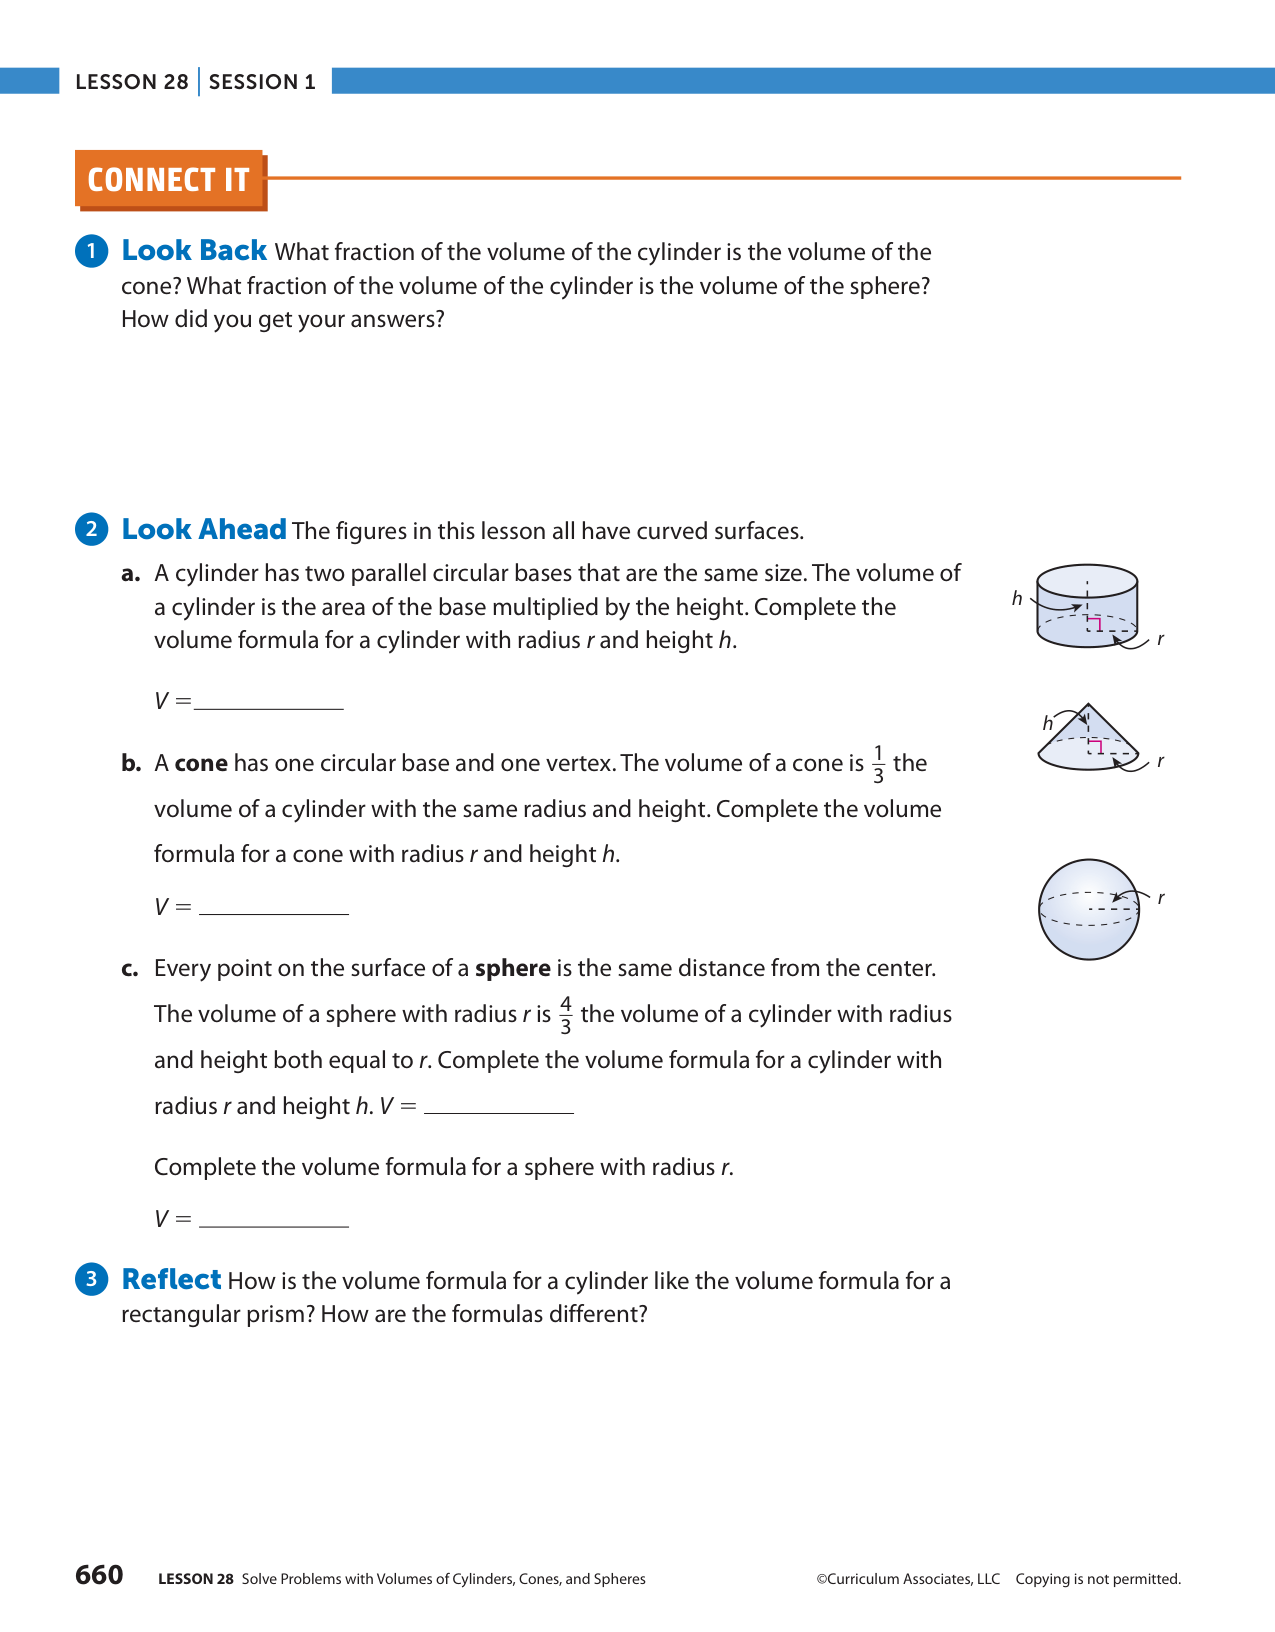 LESSON 28 | SESSION 1
CONNECT IT
1 Look Back What fraction of the volume of the cylinder is the volume of the
cone? What fraction of the volume of the cylinder is the volume of the sphere?
How did you get your answers?
2 Look Ahead The figures in this lesson all have curved surfaces.
a. A cylinder has two parallel circular bases that are the same size. The volume of
a cylinder is the area of the base multiplied by the height. Complete the
volume formula for a cylinder with radius r and height h.
V = ____________
h
r
b. A cone has one circular base and one vertex. The volume of a cone is 1/3 the
volume of a cylinder with the same radius and height. Complete the volume
formula for a cone with radius r and height h.
V = ____________
h
r
c. Every point on the surface of a sphere is the same distance from the center.
The volume of a sphere with radius r is 4/3 the volume of a cylinder with radius
and height both equal to r. Complete the volume formula for a cylinder with
radius r and height h. V = ____________
r
Complete the volume formula for a sphere with radius r.
V = ____________
3 Reflect How is the volume formula for a cylinder like the volume formula for a
rectangular prism? How are the formulas different?
660 LESSON 28 Solve Problems with Volumes of Cylinders, Cones, and Spheres ©Curriculum Associates, LLC Copying is not permitted.